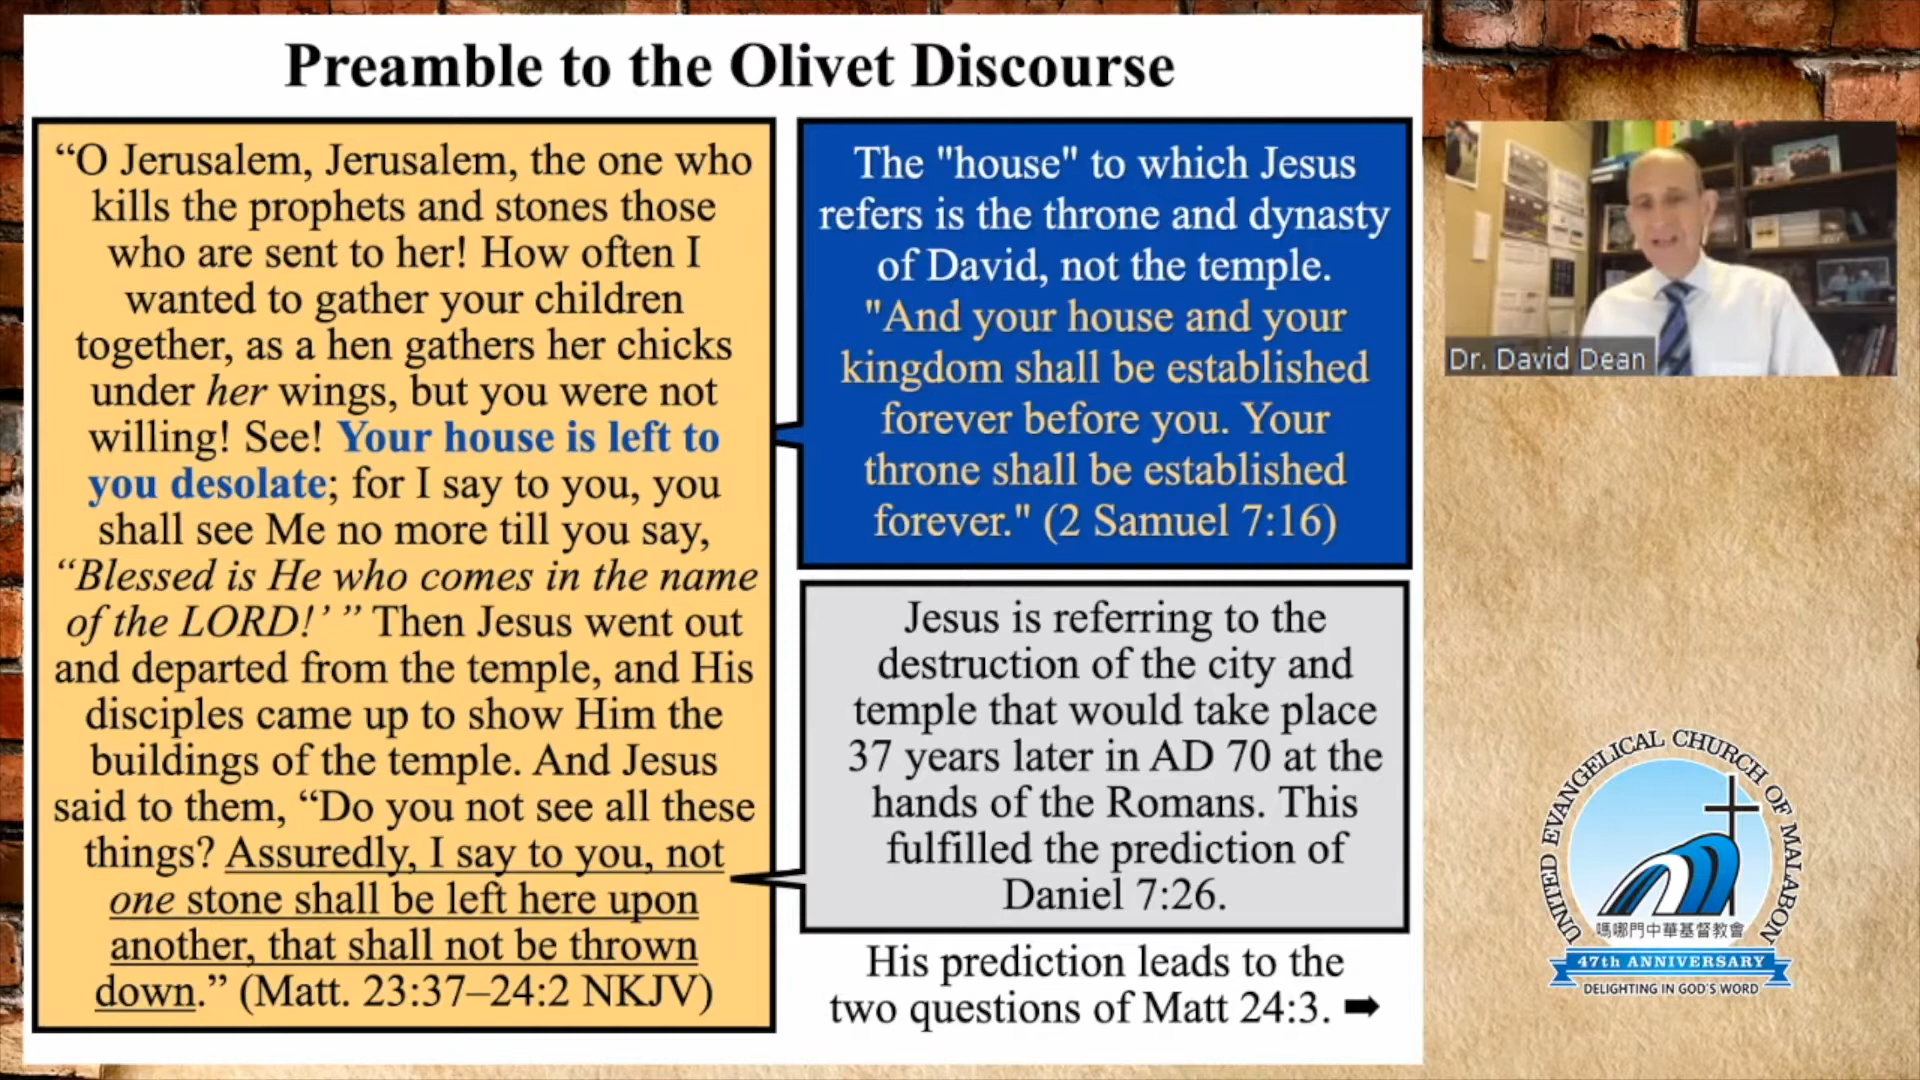 Preamble to the Olivet Discourse
“O Jerusalem, Jerusalem, the one who
kills the prophets and stones those
who are sent to her! How often I
wanted to gather your children
together, as a hen gathers her chicks
under her wings, but you were not
willing! See! Your house is left to
you desolate; for I say to you, you
shall see Me no more till you say,
“Blessed is He who comes in the name
of the LORD!’ ” Then Jesus went out
and departed from the temple, and His
disciples came up to show Him the
buildings of the temple. And Jesus
said to them, “Do you not see all these
things? Assuredly, I say to you, not
one stone shall be left here upon
another, that shall not be thrown
down.” (Matt. 23:37–24:2 NKJV)
The "house" to which Jesus
refers is the throne and dynasty
of David, not the temple.
"And your house and your
kingdom shall be established
forever before you. Your
throne shall be established
forever." (2 Samuel 7:16)
Jesus is referring to the
destruction of the city and
temple that would take place
37 years later in AD 70 at the
hands of the Romans. This
fulfilled the prediction of
Daniel 7:26.
His prediction leads to the
two questions of Matt 24:3. ➡
Dr. David Dean
UNITED EVANGELICAL CHURCH OF MALABON
嗎哪門中華基督教會
47th ANNIVERSARY
DELIGHTING IN GOD'S WORD